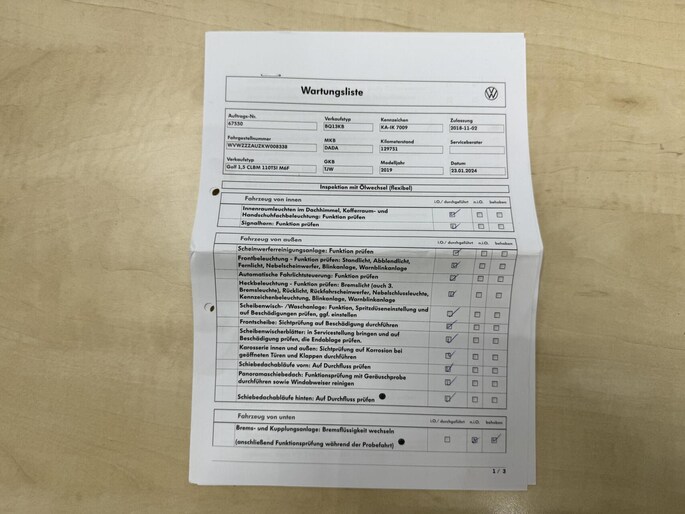 Wartungsliste
Auftrags-Nr. Verkaufstyp Kennzeichen Zulassung
67550 BQ13KB KA-IK 7009 2018-11-02
Fahrgestellnummer MKB Kilometerstand Serviceberater
WVWZZZAUZKW008338 DADA 129751
Verkaufstyp GKB Modelljahr Datum
Golf 1,5 CLBM 110TSI M6F TJW 2019 23.01.2024
Inspektion mit Ölwechsel (flexibel)
Fahrzeug von innen i.O./ durchgeführt n.i.O. behoben
Innenraumleuchten im Dachhimmel, Kofferraum- und
Handschuhfachbeleuchtung: Funktion prüfen
Signalhorn: Funktion prüfen
Fahrzeug von außen i.O./ durchgeführt n.i.O. behoben
Scheinwerferreinigungsanlage: Funktion prüfen
Frontbeleuchtung - Funktion prüfen: Standlicht, Abblendlicht,
Fernlicht, Nebelscheinwerfer, Blinkanlage, Warnblinkanlage
Automatische Fahrlichtsteuerung: Funktion prüfen
Heckbeleuchtung - Funktion prüfen: Bremslicht (auch 3.
Bremsleuchte), Rücklicht, Rückfahrscheinwerfer, Nebelschlussleuchte,
Kennzeichenbeleuchtung, Blinkanlage, Warnblinkanlage
Scheibenwisch- /Waschanlage: Funktion, Spritzdüseneinstellung und
auf Beschädigungen prüfen, ggf. einstellen
Frontscheibe: Sichtprüfung auf Beschädigung durchführen
Scheibenwischerblätter: in Servicestellung bringen und auf
Beschädigung prüfen, die Endablage prüfen.
Karosserie innen und außen: Sichtprüfung auf Korrosion bei
geöffneten Türen und Klappen durchführen
Schiebedachabläufe vorn: Auf Durchfluss prüfen
Panoramaschiebedach: Funktionsprüfung mit Geräuschprobe
durchführen sowie Windabweiser reinigen
Schiebedachabläufe hinten: Auf Durchfluss prüfen
Fahrzeug von unten i.O./ durchgeführt n.i.O. behoben
Brems- und Kupplungsanlage: Bremsflüssigkeit wechseln
(anschließend Funktionsprüfung während der Probefahrt)
1 / 3